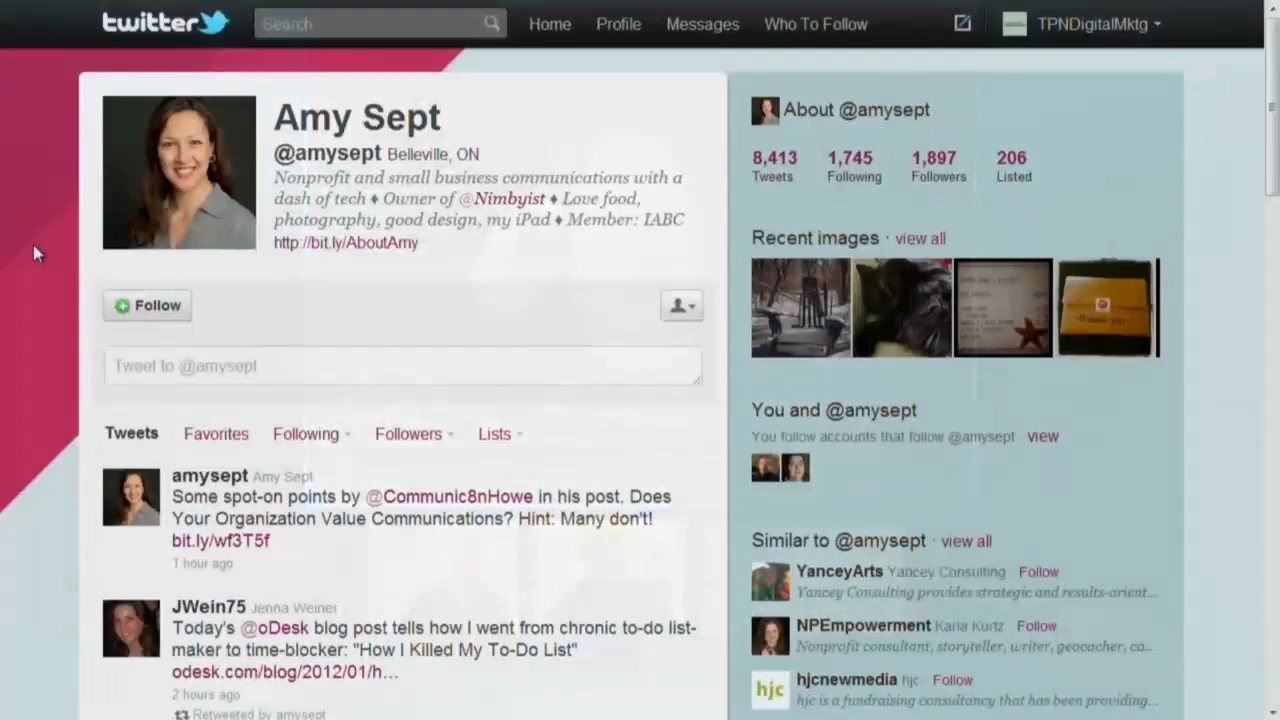 twitter
Search
Home
Profile
Messages
Who To Follow
TPNDigitalMktg
Amy Sept
@amysept Belleville, ON
Nonprofit and small business communications with a
dash of tech ♦ Owner of @Nimbyist ♦ Love food,
photography, good design, my iPad ♦ Member: IABC
http://bit.ly/AboutAmy
Follow
Tweet to @amysept
Tweets
Favorites
Following
Followers
Lists
amysept Amy Sept
Some spot-on points by @Communic8nHowe in his post, Does
Your Organization Value Communications? Hint: Many don't!
bit.ly/wf3T5f
1 hour ago
JWein75 Jenna Weiner
Today's @oDesk blog post tells how I went from chronic to-do list-
maker to time-blocker: "How I Killed My To-Do List"
odesk.com/blog/2012/01/h...
2 hours ago
Retweeted by amysept
About @amysept
8,413 1,745 1,897 206
Tweets Following Followers Listed
Recent images · view all
You and @amysept
You follow accounts that follow @amysept view
Similar to @amysept · view all
YanceyArts Yancey Consulting Follow
Yancey Consulting provides strategic and results-orient...
NPEmpowerment Karla Kurtz Follow
Nonprofit consultant, storyteller, writer, geocacher, ca...
hjc
hjcnewmedia hjc Follow
hjc is a fundraising consultancy that has been providing...